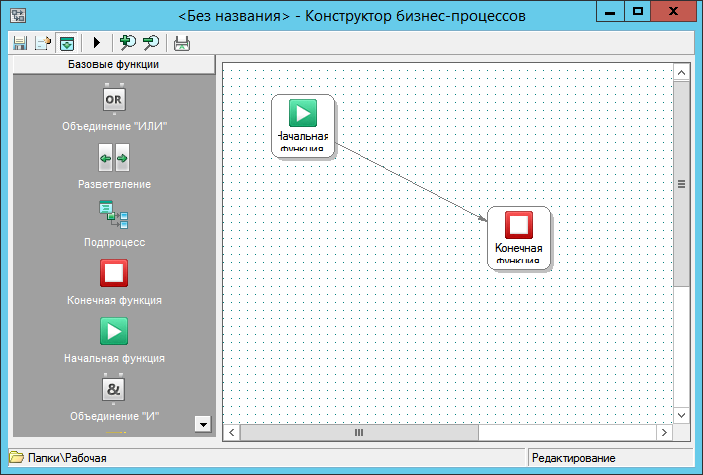 <Без названия> - Конструктор бизнес-процессов
Базовые функции
OR
Объединение "ИЛИ"
Разветвление
Подпроцесс
Конечная функция
Начальная функция
&
Объединение "И"
Начальная
функция
Конечная
функция
Папки\Рабочая
Редактирование